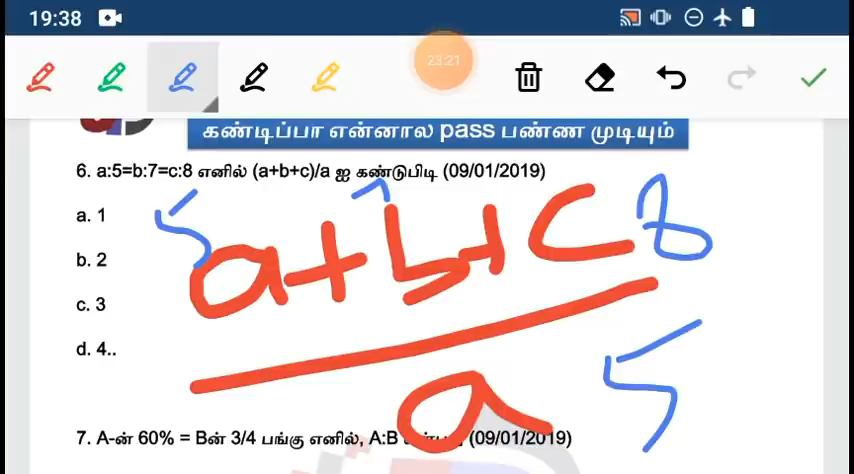 19:38
23:21
கண்டிப்பா என்னால pass பண்ண முடியும்
6. a:5=b:7=c:8 எனில் (a+b+c)/a ஐ கண்டுபிடி (09/01/2019)
a. 1
5 a+ 7 b+ c 8
b. 2
c. 3
d. 4..
a 5
7. A-ன் 60% = Bன் 3/4 பங்கு எனில், A:B (09/01/2019)